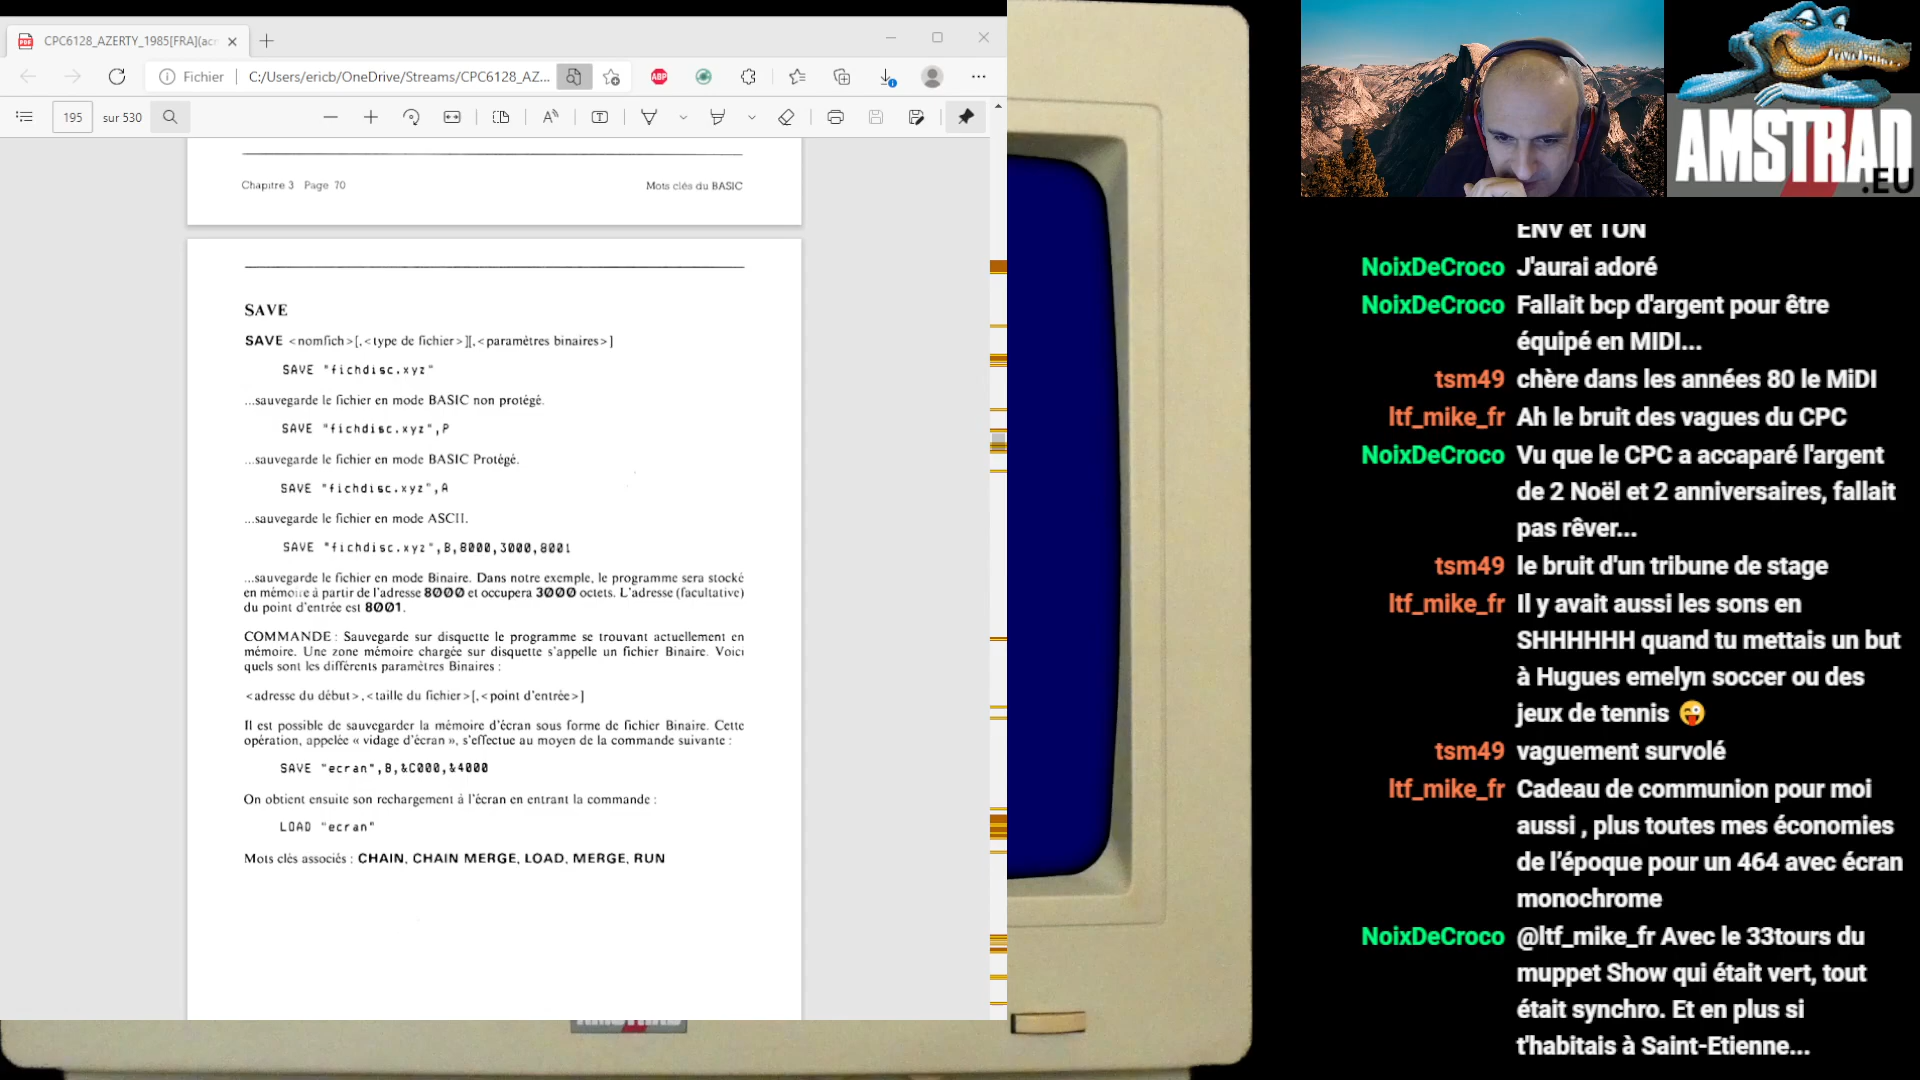 CPC6128_AZERTY_1985[FRA](acr
Fichier
C:/Users/ericb/OneDrive/Streams/CPC6128_AZ...
ABP
195 sur 530
Chapitre 3 Page 70
Mots clés du BASIC
SAVE
SAVE <nomfich>[,<type de fichier>][,<paramètres binaires>]
SAVE "fichdisc.xyz"
...sauvegarde le fichier en mode BASIC non protégé.
SAVE "fichdisc.xyz",P
...sauvegarde le fichier en mode BASIC Protégé.
SAVE "fichdisc.xyz",A
...sauvegarde le fichier en mode ASCII.
SAVE "fichdisc.xyz",B,8000,3000,8001
...sauvegarde le fichier en mode Binaire. Dans notre exemple, le programme sera stocké
en mémoire à partir de l'adresse 8000 et occupera 3000 octets. L'adresse (facultative)
du point d'entrée est 8001.
COMMANDE : Sauvegarde sur disquette le programme se trouvant actuellement en
mémoire. Une zone mémoire chargée sur disquette s'appelle un fichier Binaire. Voici
quels sont les différents paramètres Binaires :
<adresse du début>,<taille du fichier>[,<point d'entrée>]
Il est possible de sauvegarder la mémoire d'écran sous forme de fichier Binaire. Cette
opération, appelée « vidage d'écran », s'effectue au moyen de la commande suivante :
SAVE "ecran",B,&C000,&4000
On obtient ensuite son rechargement à l'écran en entrant la commande :
LOAD "ecran"
Mots clés associés : CHAIN, CHAIN MERGE, LOAD, MERGE, RUN
AMSTRAD
.EU
ENV et TON
NoixDeCroco J'aurai adoré
NoixDeCroco Fallait bcp d'argent pour être
équipé en MIDI...
tsm49 chère dans les années 80 le MiDI
ltf_mike_fr Ah le bruit des vagues du CPC
NoixDeCroco Vu que le CPC a accaparé l'argent
de 2 Noël et 2 anniversaires, fallait
pas rêver...
tsm49 le bruit d'un tribune de stage
ltf_mike_fr Il y avait aussi les sons en
SHHHHHH quand tu mettais un but
à Hugues emelyn soccer ou des
jeux de tennis 😜
tsm49 vaguement survolé
ltf_mike_fr Cadeau de communion pour moi
aussi , plus toutes mes économies
de l'époque pour un 464 avec écran
monochrome
NoixDeCroco @ltf_mike_fr Avec le 33tours du
muppet Show qui était vert, tout
était synchro. Et en plus si
t'habitais à Saint-Etienne...